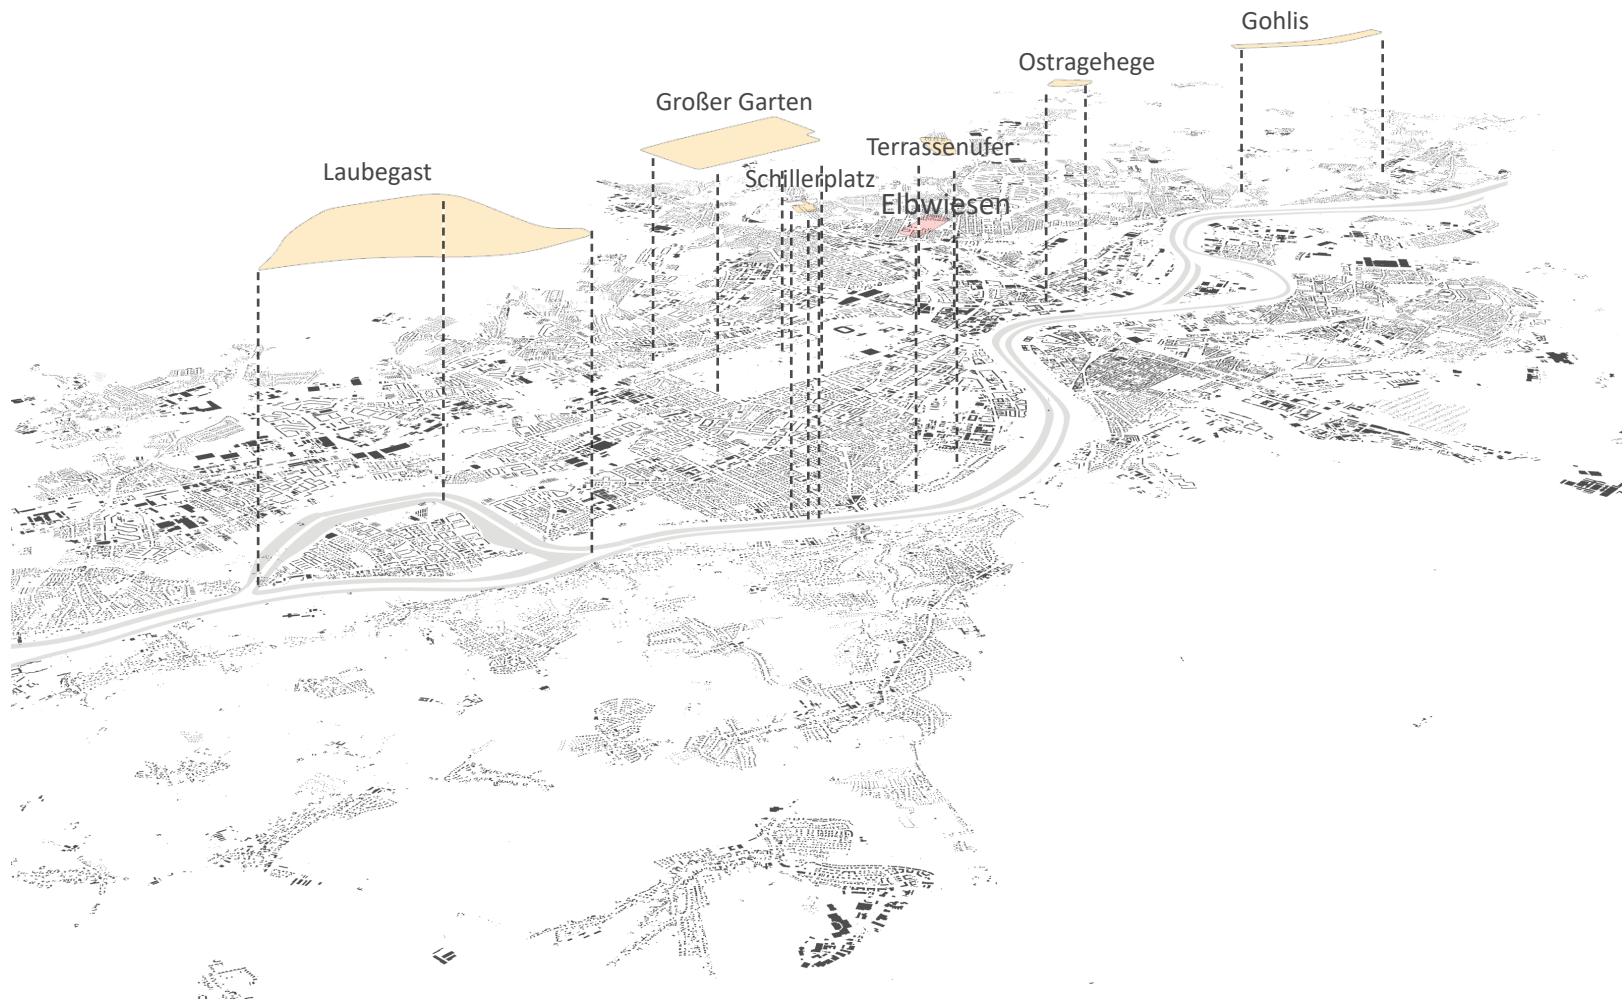 Gohlis
Ostragehege
Großer Garten
Terrassenufer
Laubegast
Schillerplatz
Elbwiesen